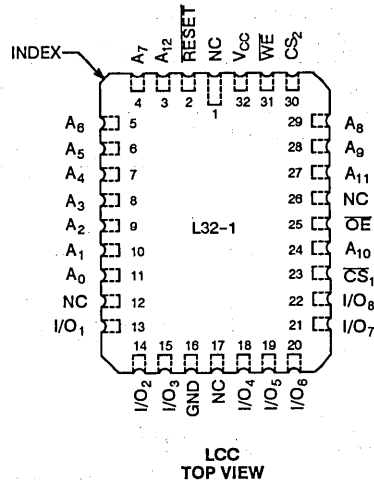 INDEX
A7 A12 RESET NC VCC WE CS2
4 3 2 1 32 31 30
A6 5 29 A8
A5 6 28 A9
A4 7 27 A11
A3 8 26 NC
A2 9 L32-1 25 OE
A1 10 24 A10
A0 11 23 CS1
NC 12 22 I/O8
I/O1 13 21 I/O7
14 15 16 17 18 19 20
I/O2 I/O3 GND NC I/O4 I/O5 I/O6
LCC
TOP VIEW